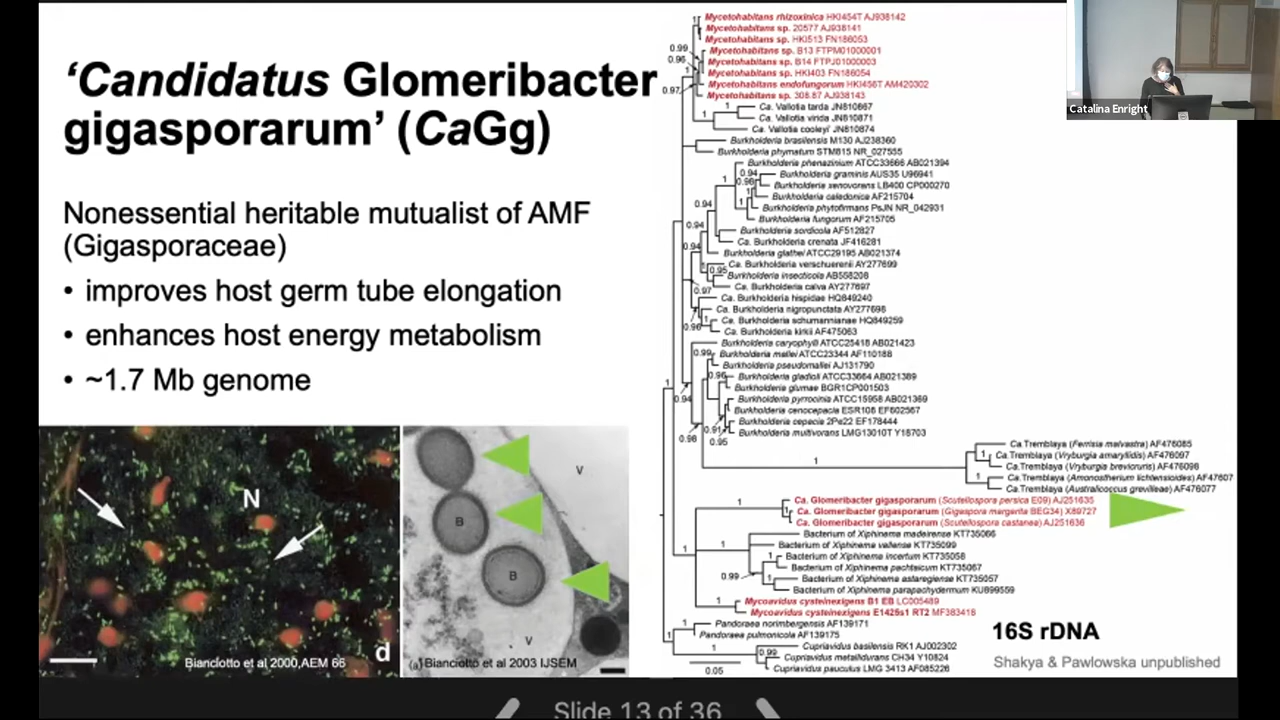 ‘Candidatus Glomeribacter
gigasporarum’ (CaGg)
Nonessential heritable mutualist of AMF
(Gigasporaceae)
• improves host germ tube elongation
• enhances host energy metabolism
• ~1.7 Mb genome
N
d
Bianciotto et al 2000,AEM 66
V
B
B
V
(a)
Bianciotto et al 2003 IJSEM
Mycetohabitans rhizoxinica HKI454T AJ938142
Mycetohabitans sp. 20577 AJ938141
Mycetohabitans sp. HKI513 FN186053
Mycetohabitans sp. B13 FTPM01000001
Mycetohabitans sp. B14 FTPJ01000003
Mycetohabitans sp. HKI403 FN186054
Mycetohabitans endofungorum HKI456T AM420302
Mycetohabitans sp. 308.87 AJ938143
Ca. Vallotia tarda JN810867
Ca. Vallotia virida JN810871
Ca. Vallotia cooleyi JN810874
Burkholderia brasilensis M130 AJ238360
Burkholderia phymatum STM815 NR_027555
Burkholderia phenazinium ATCC33666 AB021394
Burkholderia graminis AUS35 U96941
Burkholderia xenovorans LB400 CP000270
Burkholderia caledonica AF215704
Burkholderia phytofirmans PsJN NR_042931
Burkholderia fungorum AF215705
Burkholderia sordicola AF512827
Ca. Burkholderia crenata JF416281
Burkholderia glathei ATCC29195 AB021374
Ca. Burkholderia verschuerenii AY277699
Burkholderia insecticola AB558208
Ca. Burkholderia calva AY277697
Ca. Burkholderia hispidae HQ849240
Ca. Burkholderia nigropunctata AY277698
Ca. Burkholderia schumannianae HQ849259
Ca. Burkholderia kirkii AF475063
Burkholderia caryophylli ATCC25418 AB021423
Burkholderia mallei ATCC23344 AF110188
Burkholderia pseudomallei AJ131790
Burkholderia gladioli ATCC33664 AB021389
Burkholderia glumae BGR1CP001503
Burkholderia pyrrocinia ATCC15958 AB021369
Burkholderia cenocepacia ESR108 EF602567
Burkholderia cepacia 2Pe22 EF178444
Burkholderia multivorans LMG13010T Y18703
Ca.Tremblaya (Ferrisia malvastra) AF476085
Ca.Tremblaya (Vryburgia amaryllidis) AF476097
Ca.Tremblaya (Vryburgia brevicruris) AF476098
Ca.Tremblaya (Amonostherium lichtensioides) AF47607
Ca.Tremblaya (Australicoccus grevilleae) AF476077
Ca. Glomeribacter gigasporarum (Scutellospora persica E09) AJ251635
Ca. Glomeribacter gigasporarum (Gigaspora margarita BEG34) X89727
Ca. Glomeribacter gigasporarum (Scutellospora castanea) AJ251636
Bacterium of Xiphinema madeirense KT735066
Bacterium of Xiphinema vallense KT735099
Bacterium of Xiphinema incertum KT735058
Bacterium of Xiphinema pachtaicum KT735067
Bacterium of Xiphinema astaregiense KT735057
Bacterium of Xiphinema parapachydermum KU899559
Mycoavidus cysteinexigens B1 EB LC005489
Mycoavidus cysteinexigens E1425s1 RT2 MF383418
Pandoraea norimbergensis AF139171
Pandoraea pulmonicola AF139175
Cupriavidus basilensis RK1 AJ002302
Cupriavidus metallidurans CH34 Y10824
Cupriavidus pauculus LMG 3413 AF085226
0.05
16S rDNA
Shakya & Pawlowska unpublished
Catalina Enright
Slide 13 of 36